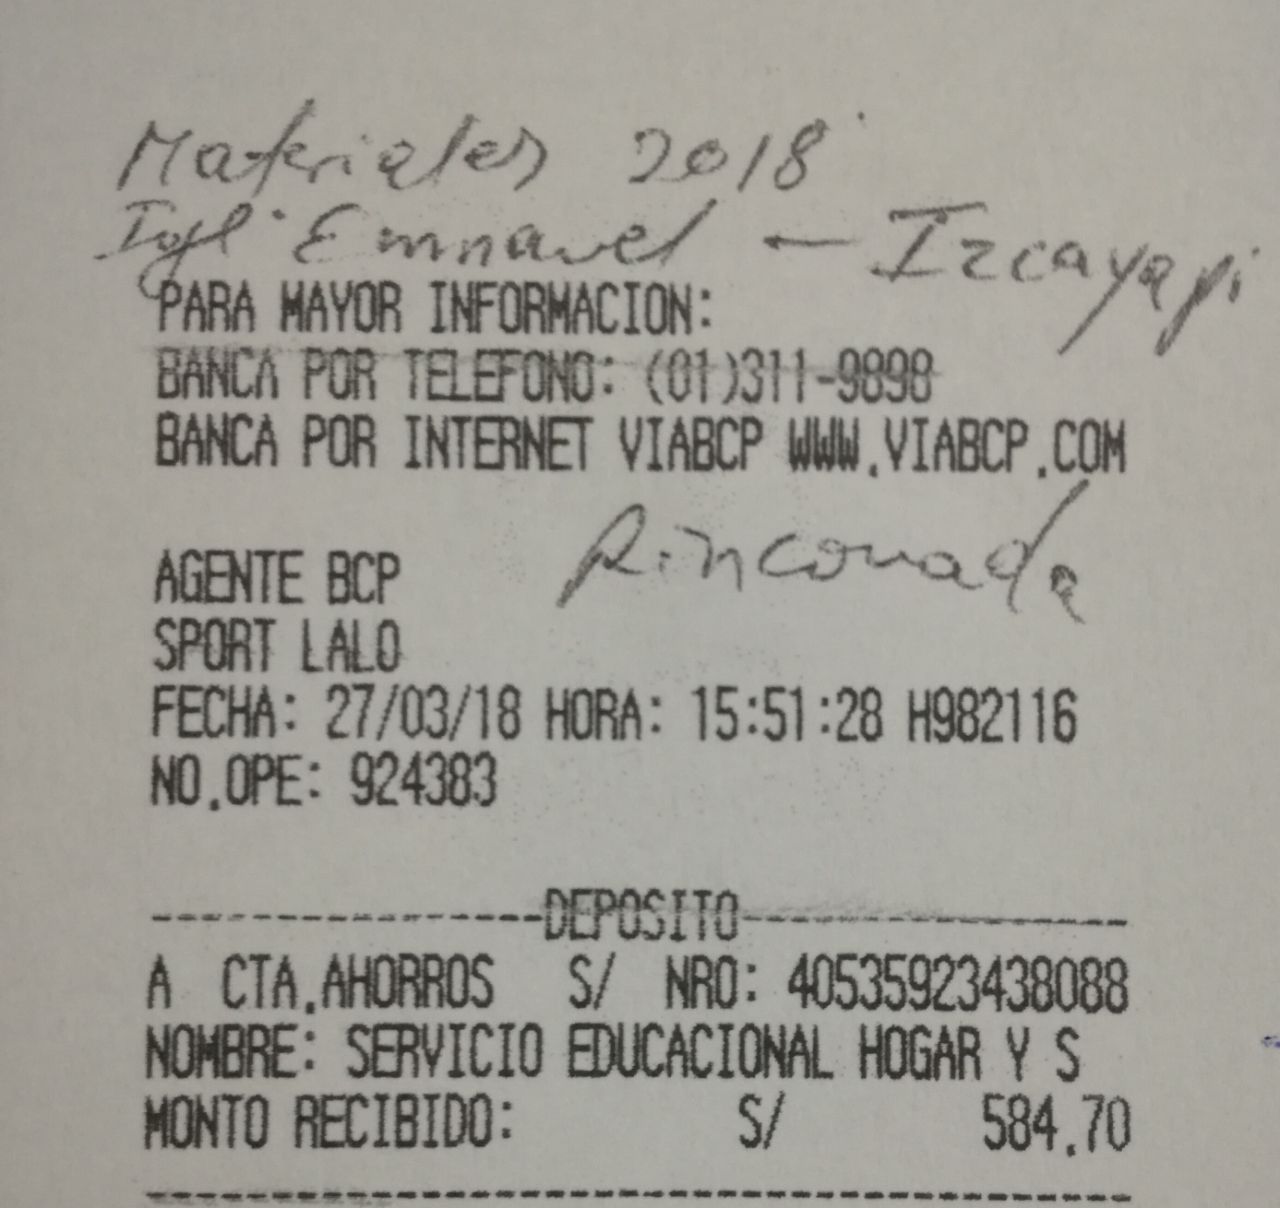 Materiales 2018
Igl. Emmanuel - Izcayapi
PARA MAYOR INFORMACION:
BANCA POR TELEFONO: (01)311-9898
BANCA POR INTERNET VIABCP WWW.VIABCP.COM
Rinconada
AGENTE BCP
SPORT LALO
FECHA: 27/03/18 HORA: 15:51:28 H982116
NO.OPE: 924383
--------------------DEPOSITO--------------------
A CTA.AHORROS S/ NRO: 40535923438088
NOMBRE: SERVICIO EDUCACIONAL HOGAR Y S
MONTO RECIBIDO: S/ 584.70